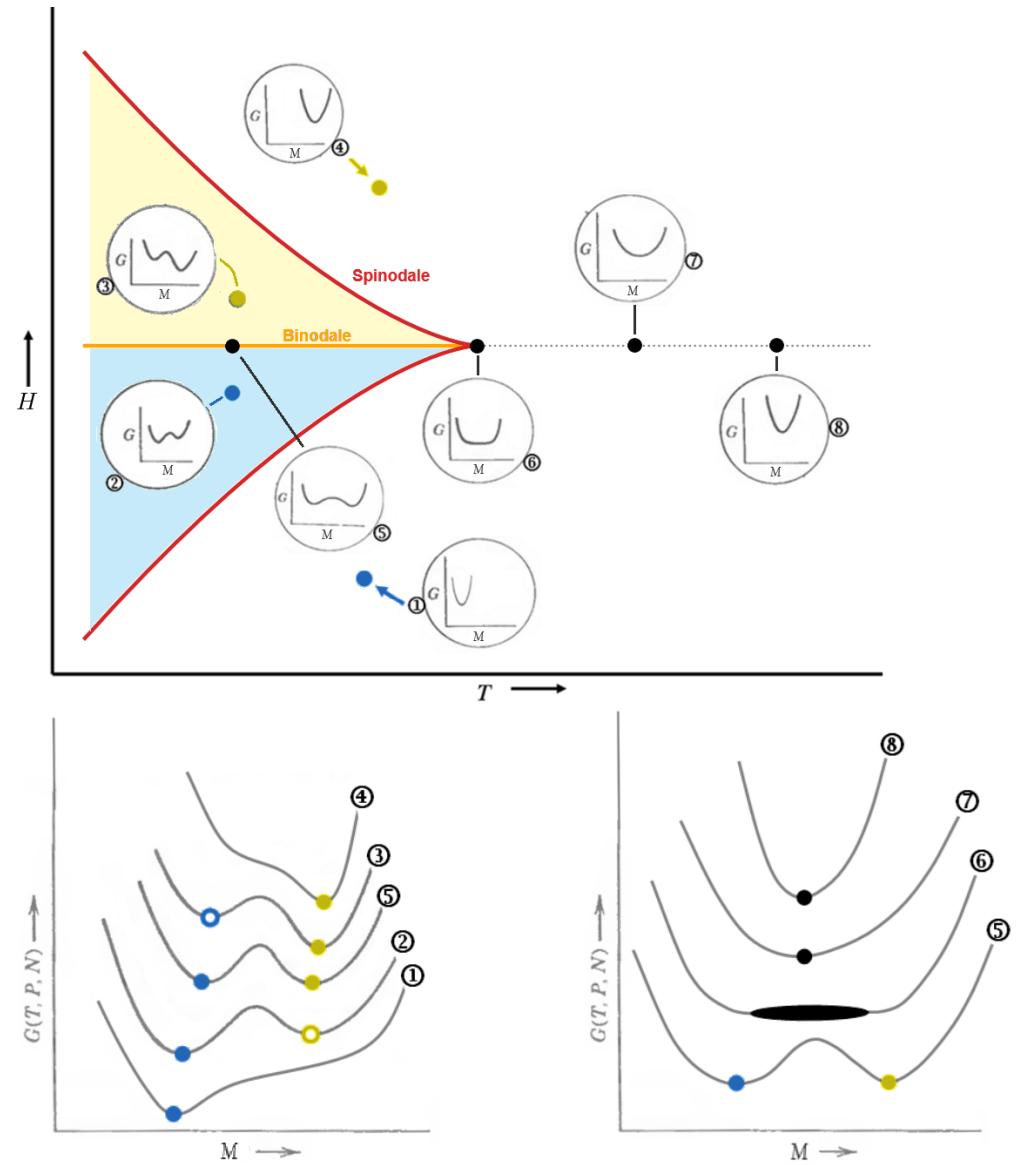 G
M
④
G
M
③
G
M
⑦
Spinodale
Binodale
H
G
M
②
G
M
⑥
G
M
⑧
G
M
⑤
G
M
①
T
④
③
⑤
②
①
G(T, P, N)
M
⑧
⑦
⑥
⑤
G(T, P, N)
M